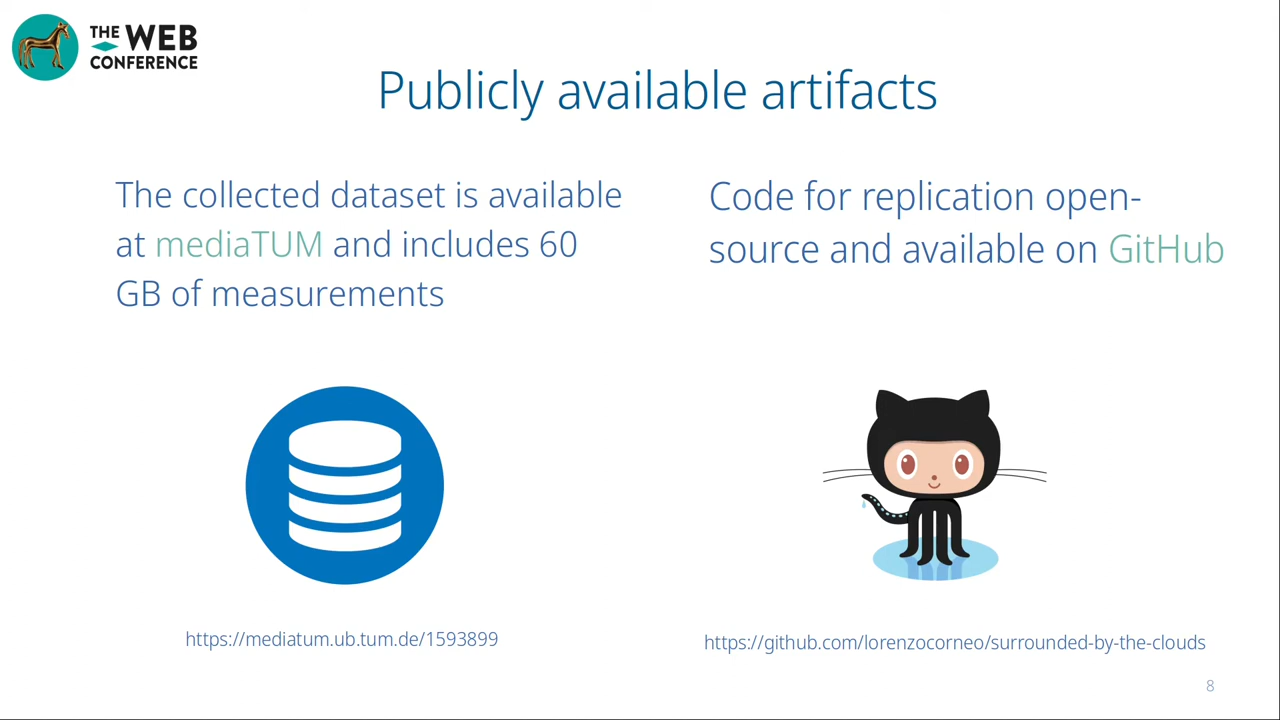 THE WEB
CONFERENCE
Publicly available artifacts
The collected dataset is available
at mediaTUM and includes 60
GB of measurements
Code for replication open-
source and available on GitHub
https://mediatum.ub.tum.de/1593899
https://github.com/lorenzocorneo/surrounded-by-the-clouds
8